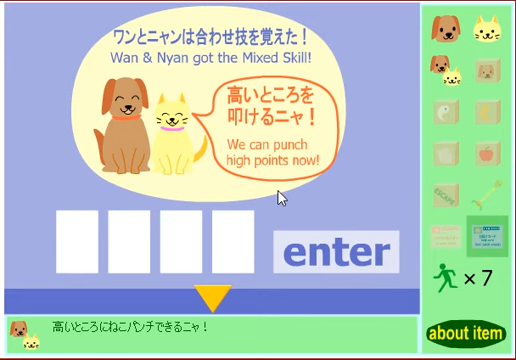 ワンとニャンは合わせ技を覚えた！
Wan & Nyan got the Mixed Skill!
高いところを
叩けるニャ！
We can punch
high points now!
enter
ESCAPE
× 7
about item
高いところにねこパンチできるニャ！